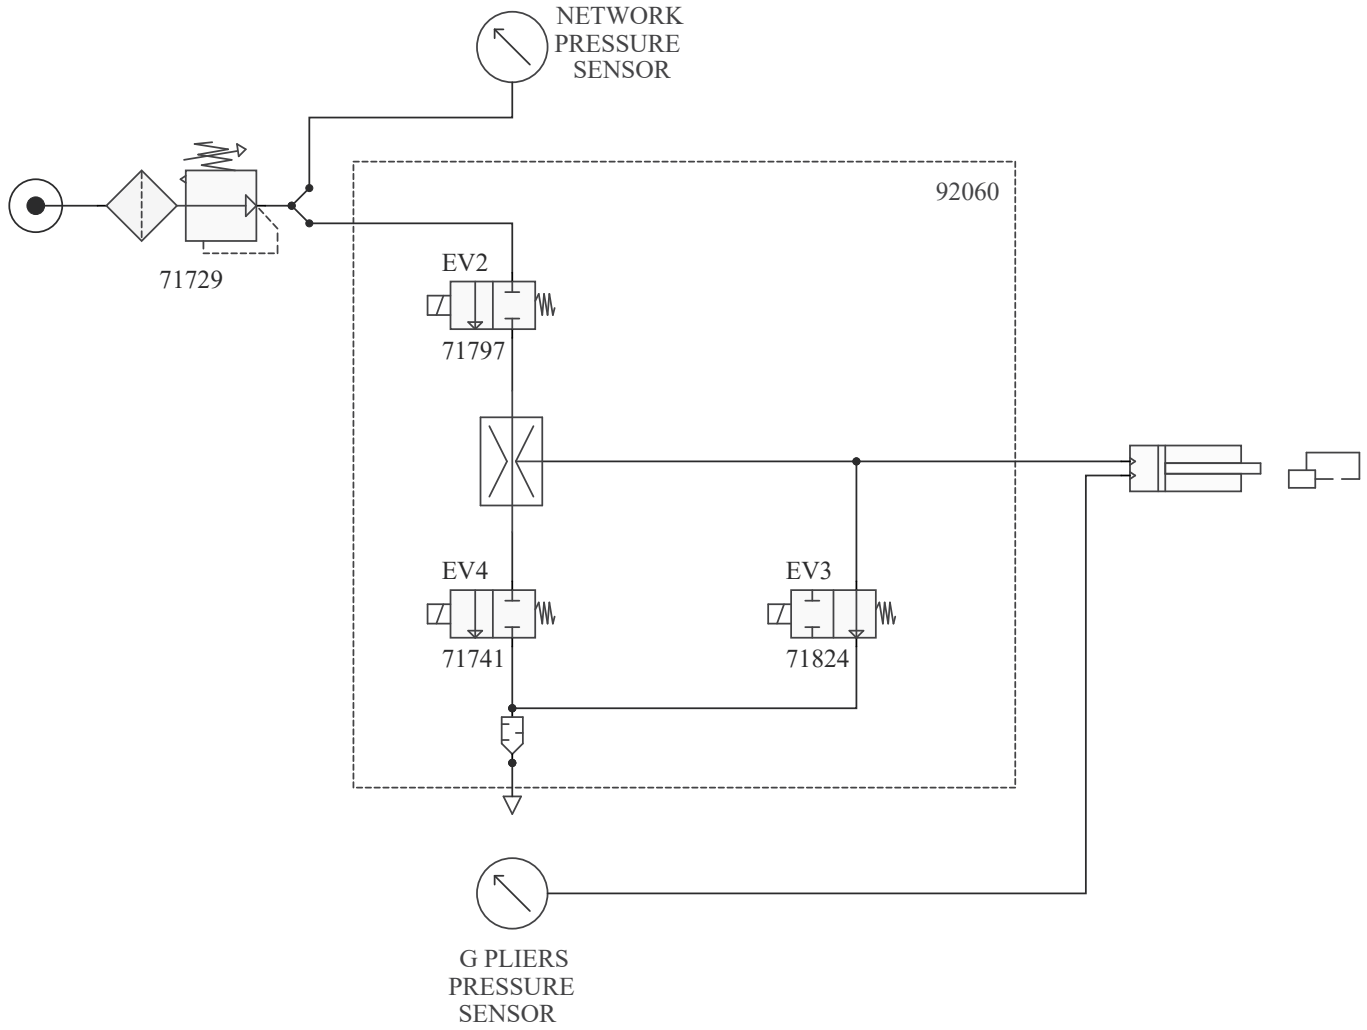 NETWORK
PRESSURE
SENSOR
92060
71729
EV2
71797
EV4
71741
EV3
71824
G PLIERS
PRESSURE
SENSOR